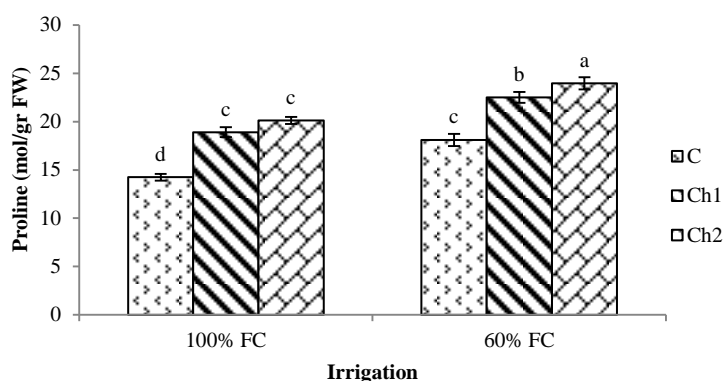 30
25
20
15
10
5
0
Proline (mol/gr FW)
d
c
c
c
b
a
100% FC
60% FC
Irrigation
C
Ch1
Ch2